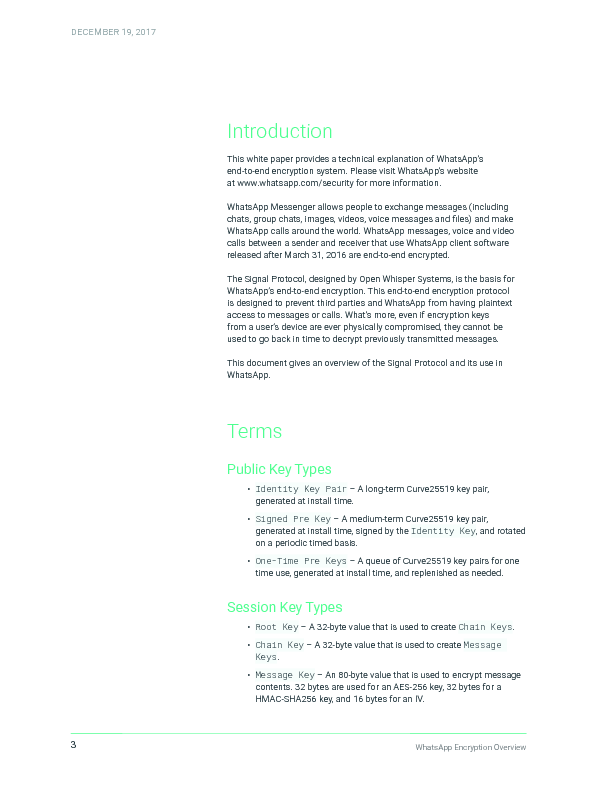 DECEMBER 19, 2017
Introduction
This white paper provides a technical explanation of WhatsApp's
end-to-end encryption system. Please visit WhatsApp's website
at www.whatsapp.com/security for more information.
WhatsApp Messenger allows people to exchange messages (including
chats, group chats, images, videos, voice messages and files) and make
WhatsApp calls around the world. WhatsApp messages, voice and video
calls between a sender and receiver that use WhatsApp client software
released after March 31, 2016 are end-to-end encrypted.
The Signal Protocol, designed by Open Whisper Systems, is the basis for
WhatsApp's end-to-end encryption. This end-to-end encryption protocol
is designed to prevent third parties and WhatsApp from having plaintext
access to messages or calls. What's more, even if encryption keys
from a user's device are ever physically compromised, they cannot be
used to go back in time to decrypt previously transmitted messages.
This document gives an overview of the Signal Protocol and its use in
WhatsApp.
Terms
Public Key Types
• Identity Key Pair – A long-term Curve25519 key pair,
generated at install time.
• Signed Pre Key – A medium-term Curve25519 key pair,
generated at install time, signed by the Identity Key, and rotated
on a periodic timed basis.
• One-Time Pre Keys – A queue of Curve25519 key pairs for one
time use, generated at install time, and replenished as needed.
Session Key Types
• Root Key – A 32-byte value that is used to create Chain Keys.
• Chain Key – A 32-byte value that is used to create Message
Keys.
• Message Key – An 80-byte value that is used to encrypt message
contents. 32 bytes are used for an AES-256 key, 32 bytes for a
HMAC-SHA256 key, and 16 bytes for an IV.
3
WhatsApp Encryption Overview